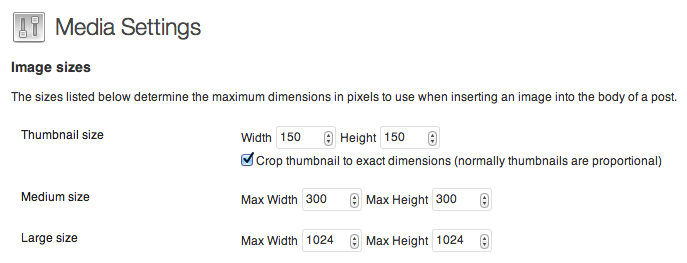 Media Settings
Image sizes
The sizes listed below determine the maximum dimensions in pixels to use when inserting an image into the body of a post.
Thumbnail size Width 150 Height 150
Crop thumbnail to exact dimensions (normally thumbnails are proportional)
Medium size Max Width 300 Max Height 300
Large size Max Width 1024 Max Height 1024